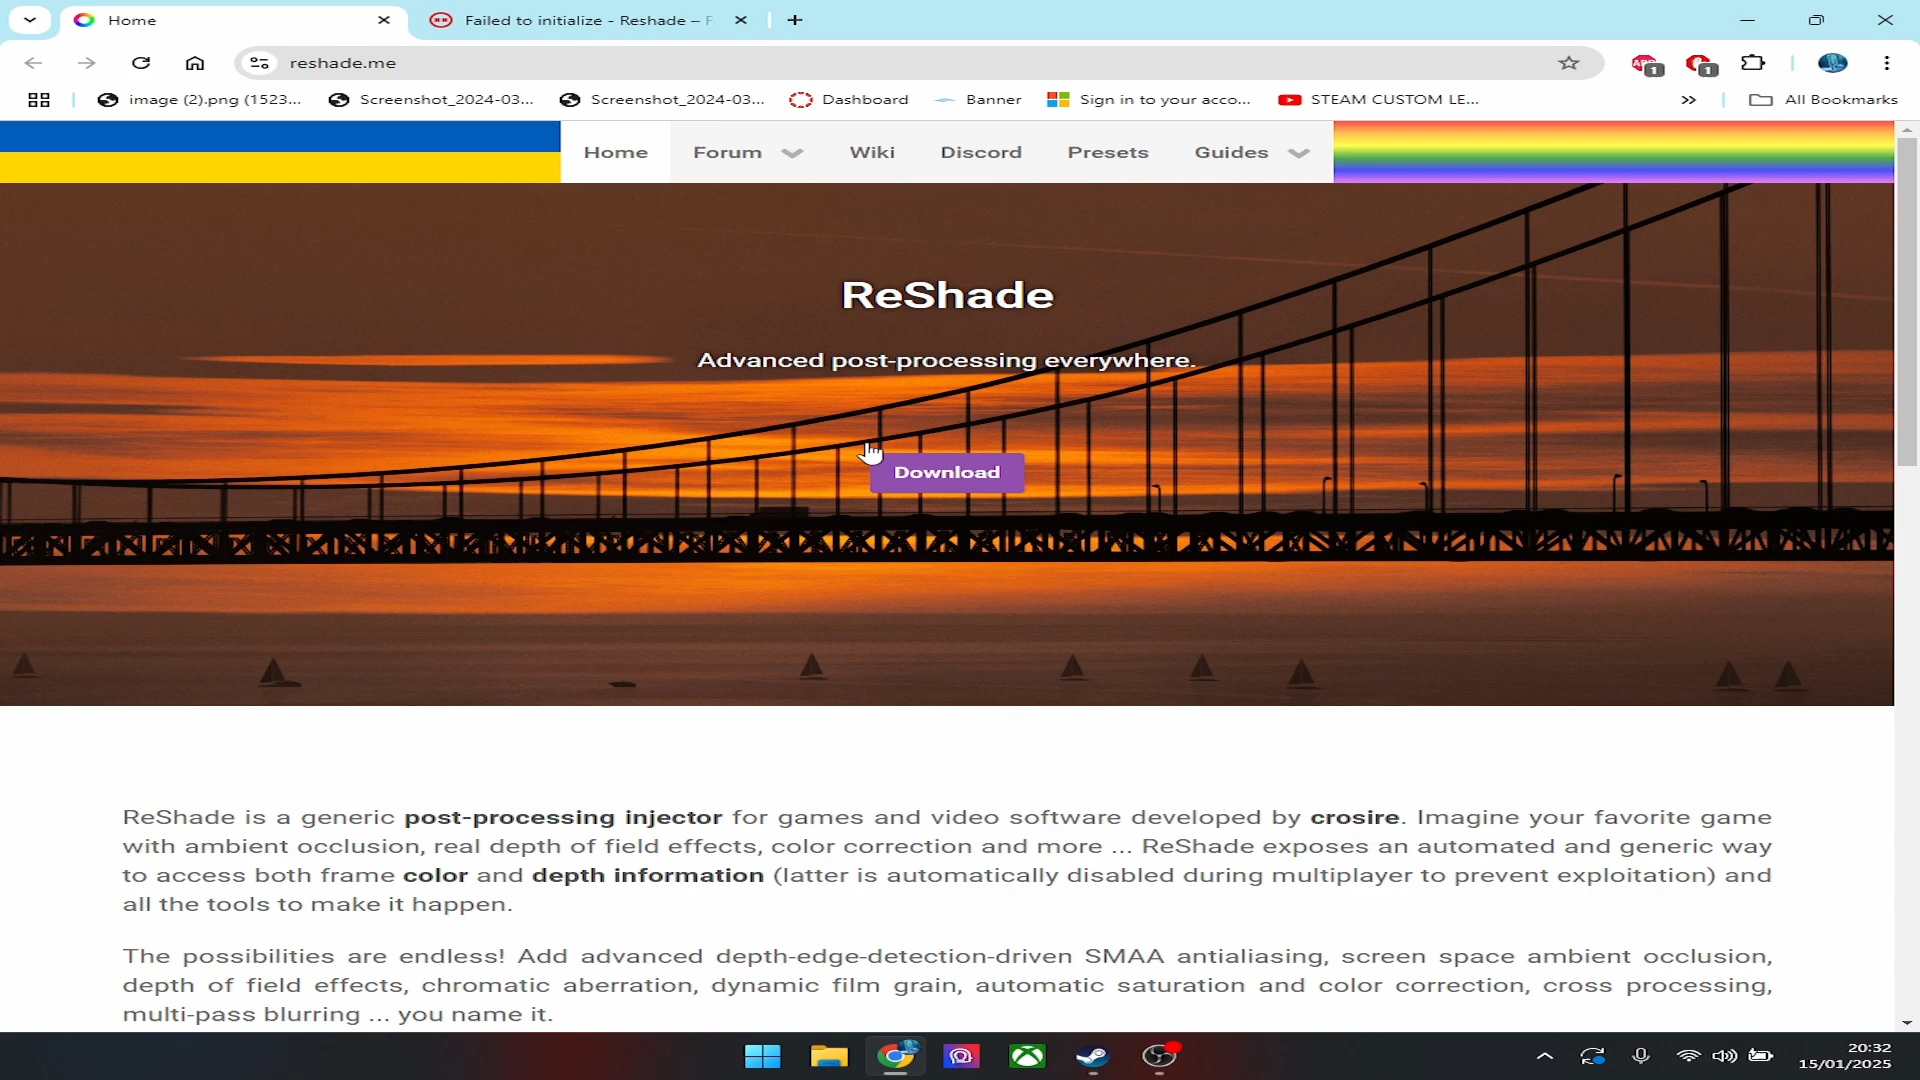 Home
Failed to initialize - Reshade – F
reshade.me
1
1
image (2).png (1523...
Screenshot_2024-03...
Screenshot_2024-03...
Dashboard
Banner
Sign in to your acco...
STEAM CUSTOM LE...
All Bookmarks
Home
Forum
Wiki
Discord
Presets
Guides
ReShade
Advanced post-processing everywhere.
Download
ReShade is a generic post-processing injector for games and video software developed by crosire. Imagine your favorite game
with ambient occlusion, real depth of field effects, color correction and more ... ReShade exposes an automated and generic way
to access both frame color and depth information (latter is automatically disabled during multiplayer to prevent exploitation) and
all the tools to make it happen.
The possibilities are endless! Add advanced depth-edge-detection-driven SMAA antialiasing, screen space ambient occlusion,
depth of field effects, chromatic aberration, dynamic film grain, automatic saturation and color correction, cross processing,
multi-pass blurring ... you name it.
20:32
15/01/2025